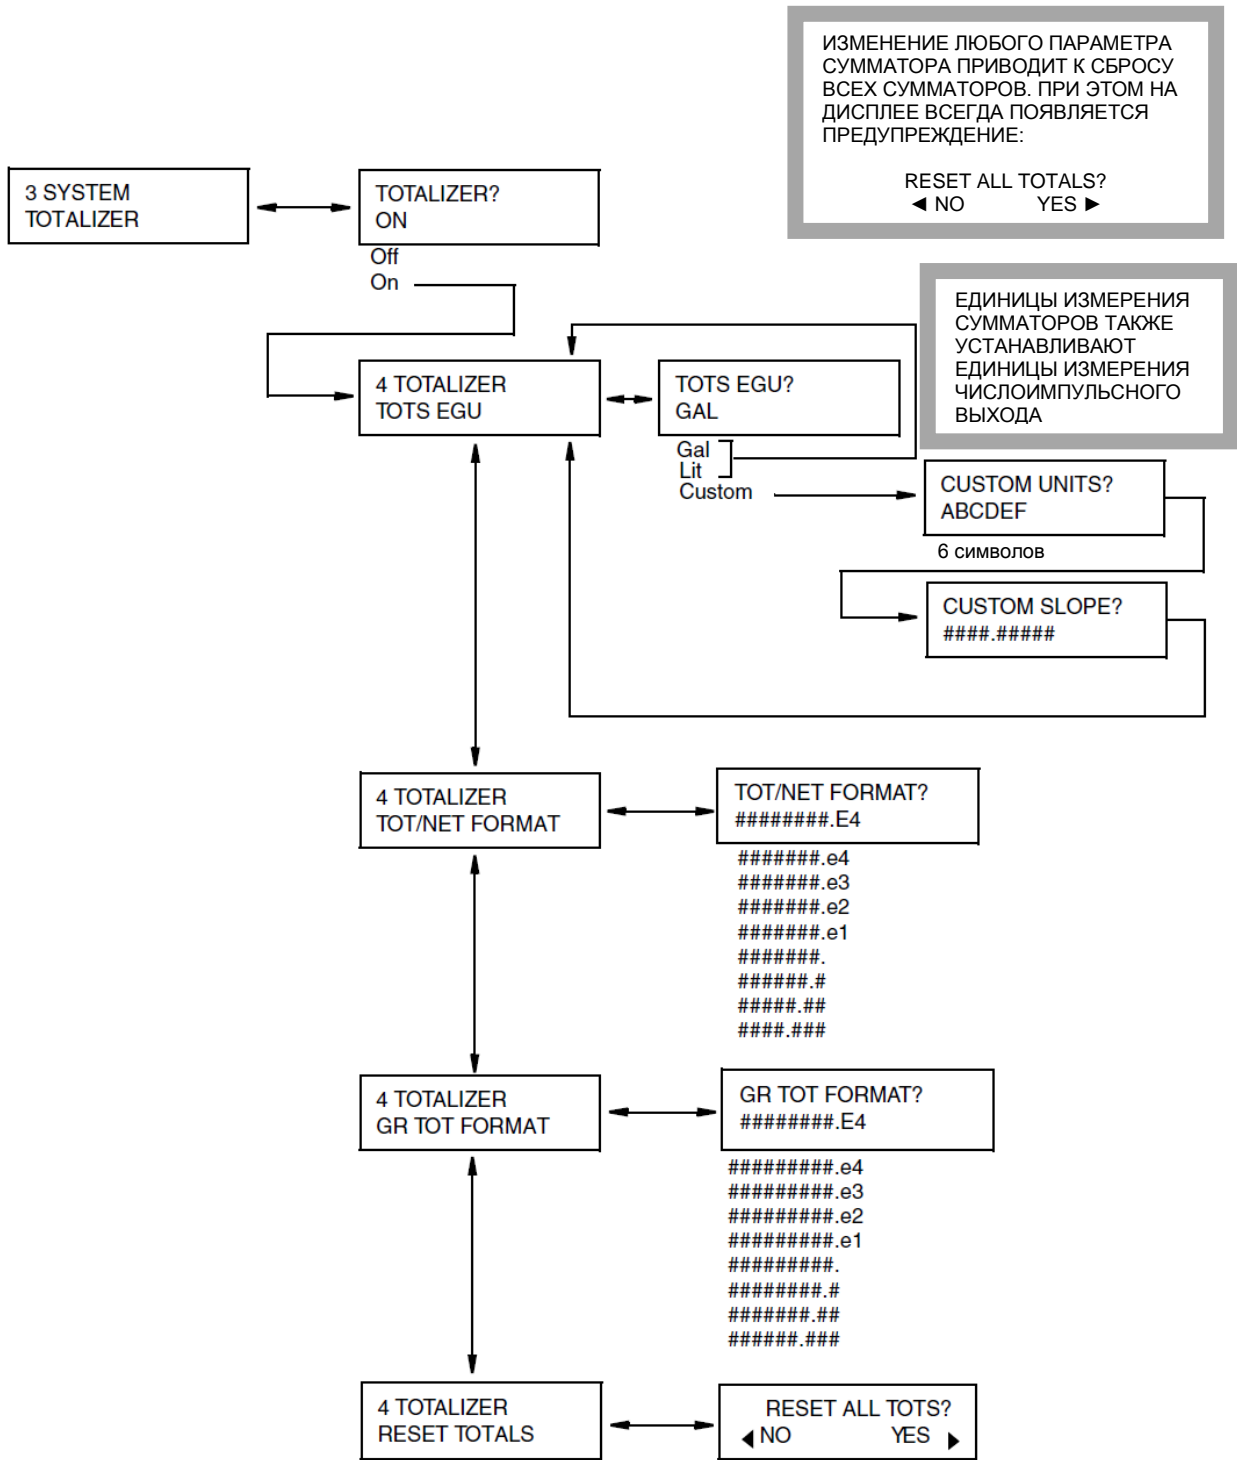 ИЗМЕНЕНИЕ ЛЮБОГО ПАРАМЕТРА
СУММАТОРА ПРИВОДИТ К СБРОСУ
ВСЕХ СУММАТОРОВ. ПРИ ЭТОМ НА
ДИСПЛЕЕ ВСЕГДА ПОЯВЛЯЕТСЯ
ПРЕДУПРЕЖДЕНИЕ:
RESET ALL TOTALS?
◄ NO YES ►
3 SYSTEM
TOTALIZER
TOTALIZER?
ON
Off
On
ЕДИНИЦЫ ИЗМЕРЕНИЯ
СУММАТОРОВ ТАКЖЕ
УСТАНАВЛИВАЮТ
ЕДИНИЦЫ ИЗМЕРЕНИЯ
ЧИСЛОИМПУЛЬСНОГО
ВЫХОДА
4 TOTALIZER
TOTS EGU
TOTS EGU?
GAL
Gal
Lit
Custom
CUSTOM UNITS?
ABCDEF
6 символов
CUSTOM SLOPE?
####.#####
4 TOTALIZER
TOT/NET FORMAT
TOT/NET FORMAT?
########.E4
#######.e4
#######.e3
#######.e2
#######.e1
#######.
######.#
#####.##
####.###
4 TOTALIZER
GR TOT FORMAT
GR TOT FORMAT?
########.E4
#########.e4
#########.e3
#########.e2
#########.e1
#########.
########.#
#######.##
######.###
4 TOTALIZER
RESET TOTALS
RESET ALL TOTS?
◄ NO YES ►